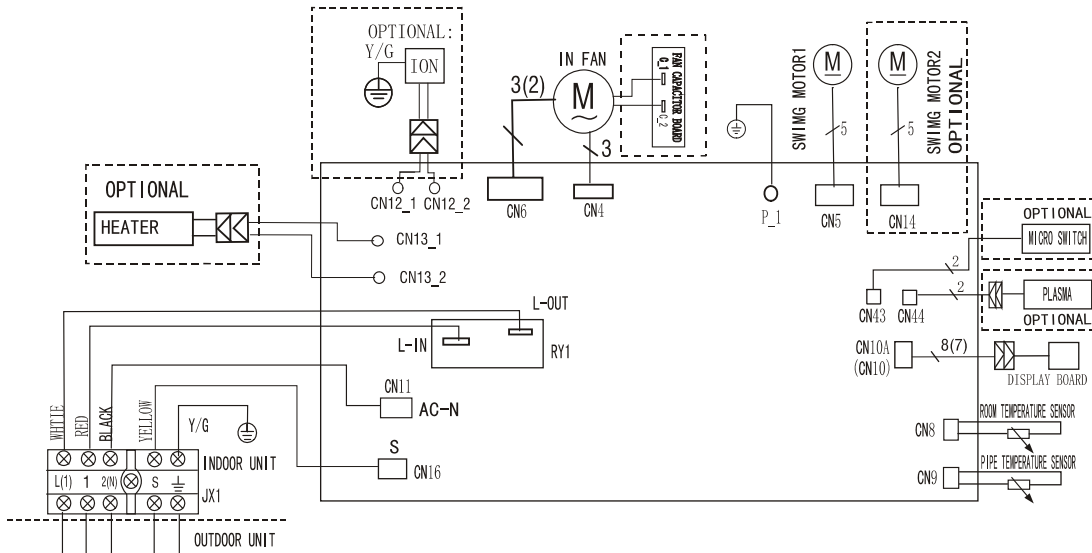 OPTIONAL:
Y/G
ION
CN12_1
CN12_2
IN FAN
M
3(2)
3
FAN CAPACITOR BOARD
C_1
C_2
CN6
CN4
P_1
SWIMG MOTOR1
M
5
CN5
M
5
SWIMG MOTOR2
OPTIONAL
CN14
OPTIONAL
HEATER
CN13_1
CN13_2
OPTIONAL
MICRO SWITCH
2
CN43
2
CN44
PLASMA
OPTIONAL
CN10A
(CN10)
8(7)
DISPLAY BOARD
L-OUT
L-IN
RY1
CN11
AC-N
S
CN16
CN8
ROOM TEMPERATURE SENSOR
CN9
PIPE TEMPERATURE SENSOR
WHTIE
RED
BLACK
YELLOW
Y/G
INDOOR UNIT
L(1) 1 2(N) S
JX1
OUTDOOR UNIT